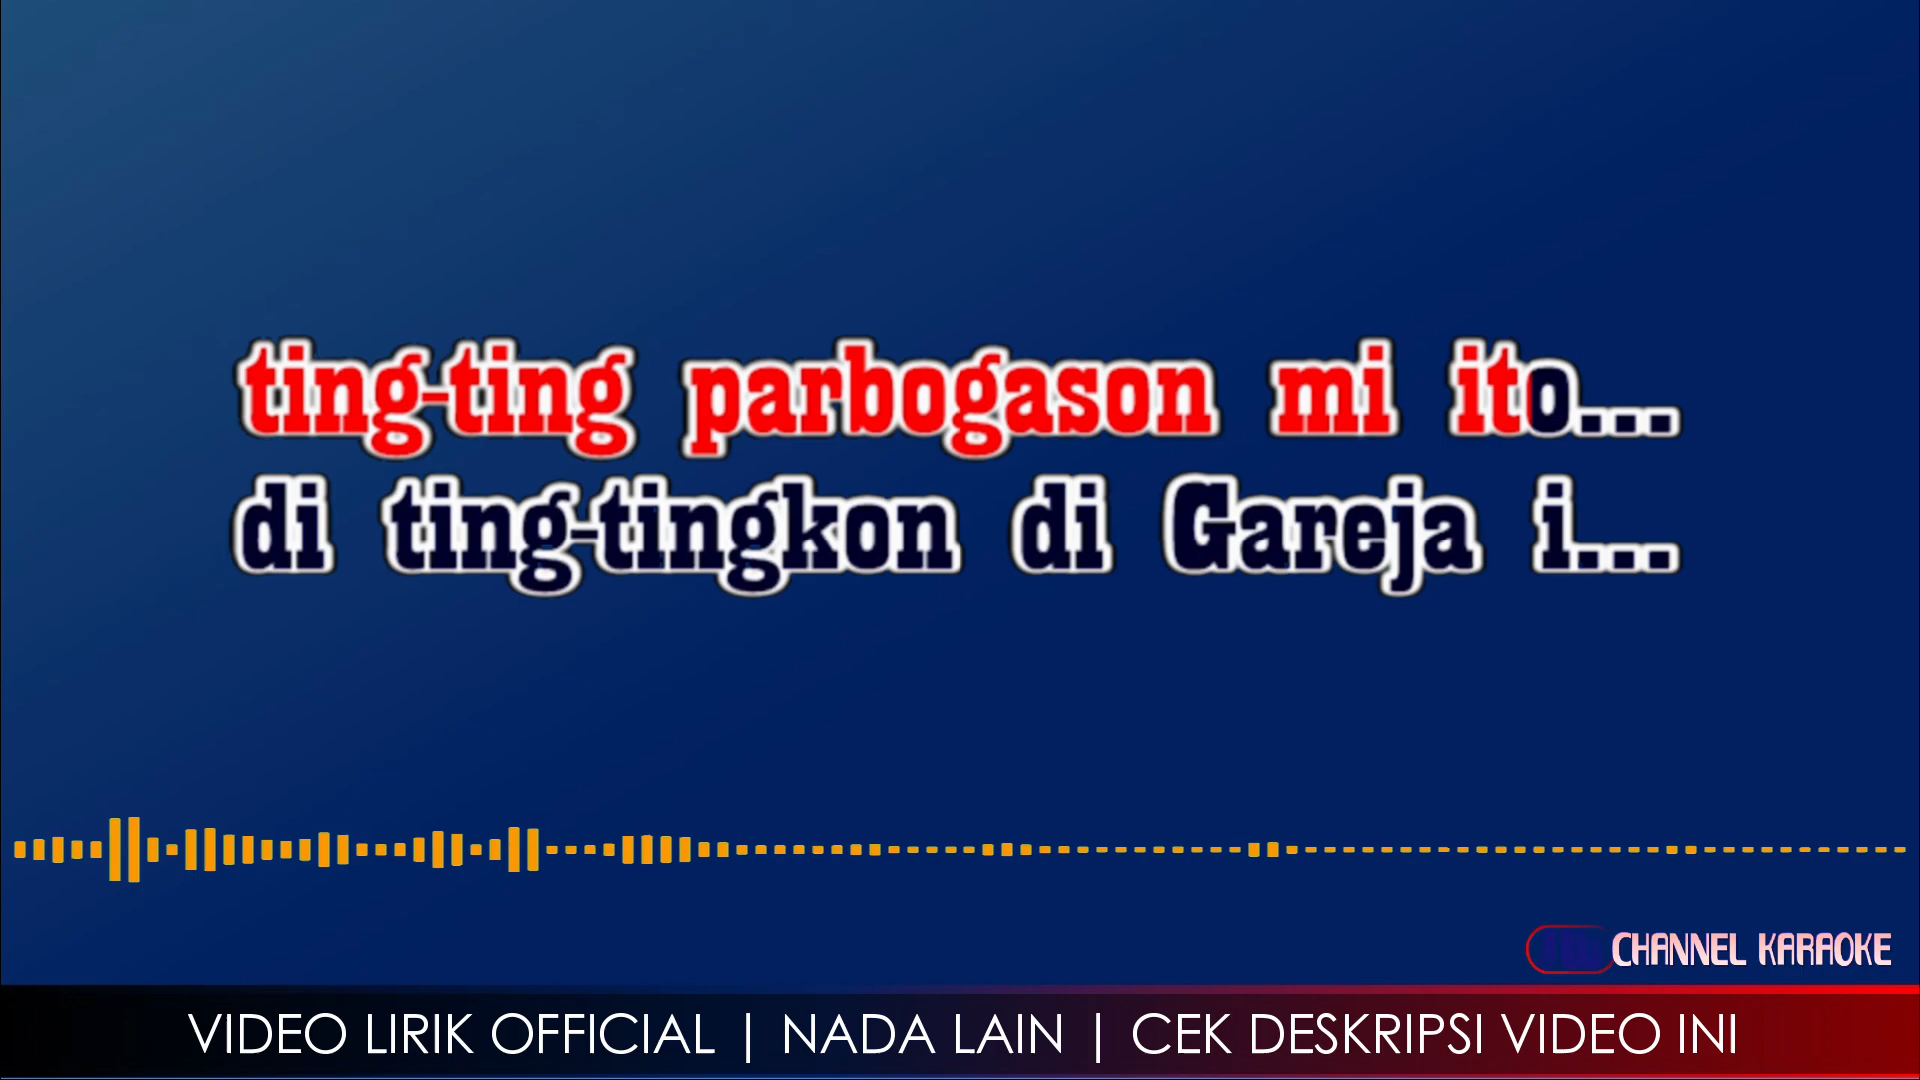 ting-ting parbogason mi ito...
di ting-tingkon di Gareja i...
CHANNEL KARAOKE
VIDEO LIRIK OFFICIAL | NADA LAIN | CEK DESKRIPSI VIDEO INI